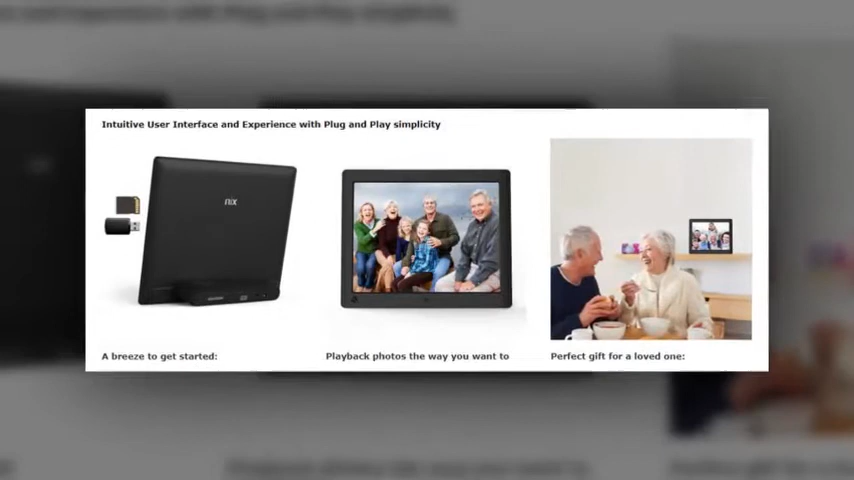 Intuitive User Interface and Experience with Plug and Play simplicity
nix
A breeze to get started:
Playback photos the way you want to
Perfect gift for a loved one: